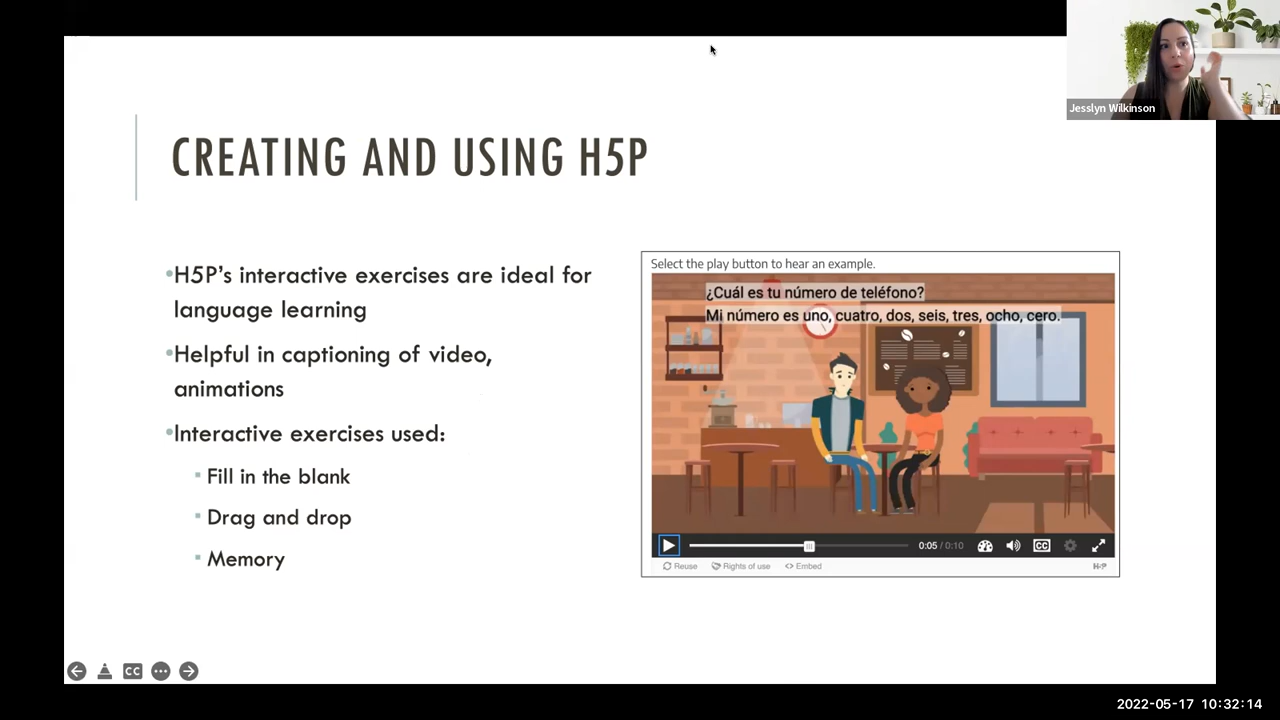 Jesslyn Wilkinson
CREATING AND USING H5P
•H5P's interactive exercises are ideal for
language learning
•Helpful in captioning of video,
animations
•Interactive exercises used:
▪ Fill in the blank
▪ Drag and drop
▪ Memory
Select the play button to hear an example.
¿Cuál es tu número de teléfono?
Mi número es uno, cuatro, dos, seis, tres, ocho, cero.
0:05 / 0:10
CC
Reuse
Rights of use
<> Embed
H5P
CC
2022-05-17 10:32:14